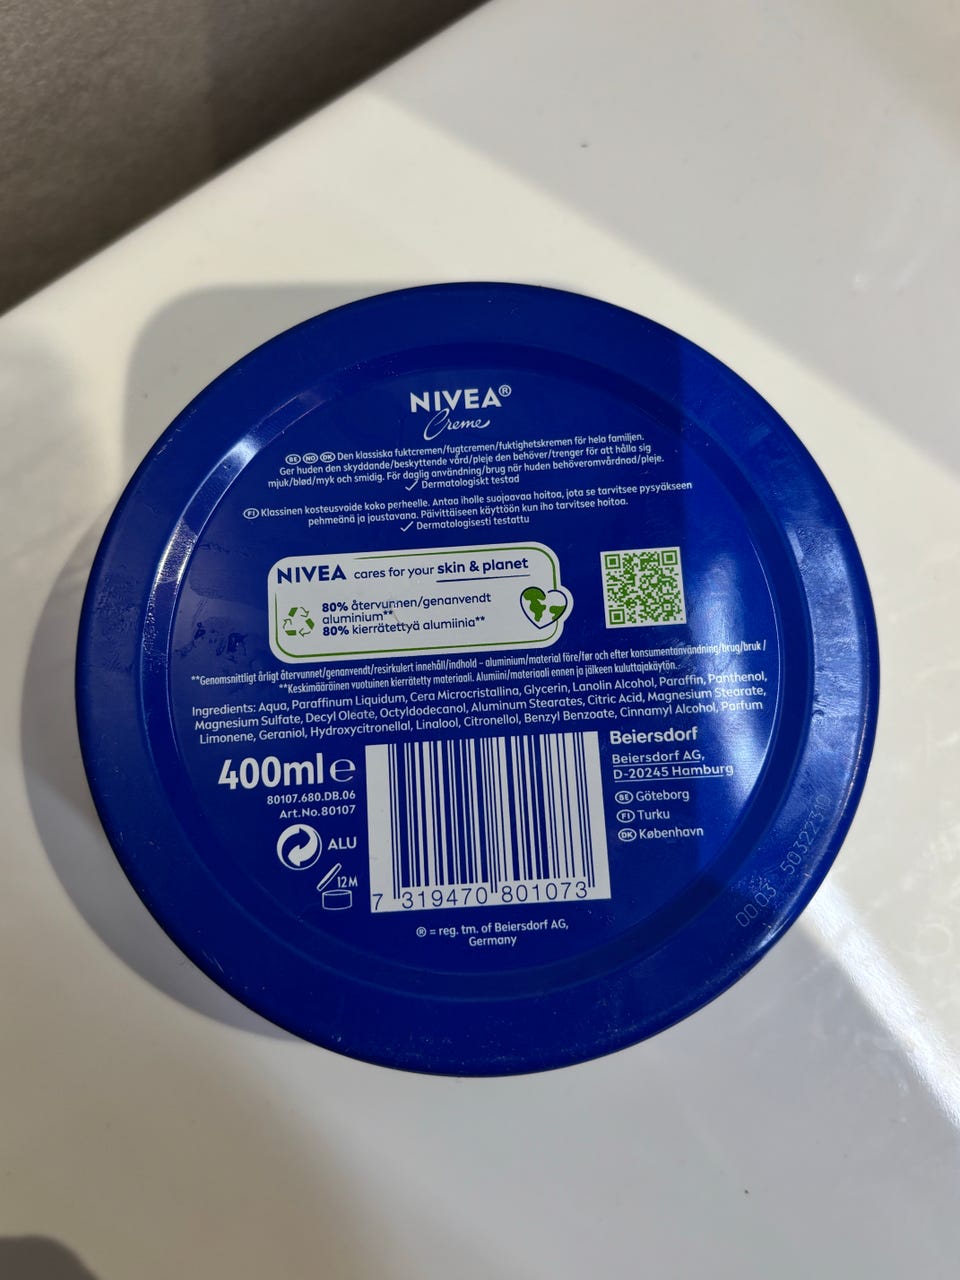 NIVEA®
Creme
SE NO DK Den klassiska fuktcremen/fugtcremen/fuktighetskremen för hela familjen.
Ger huden den skyddande/beskyttende vård/pleje den behöver/trenger för att hålla sig
mjuk/blød/myk och smidig. För daglig användning/brug når huden behöveromvårdnad/pleje.
✓ Dermatologiskt testad
FI Klassinen kosteusvoide koko perheelle. Antaa iholle suojaavaa hoitoa, jota se tarvitsee pysyäkseen
pehmeänä ja joustavana. Päivittäiseen käyttöön kun iho tarvitsee hoitoa.
✓ Dermatologisesti testattu
NIVEA cares for your skin & planet
80% återvunnen/genanvendt
aluminium**
80% kierrätettyä alumiinia**
**Genomsnittligt årligt återvunnet/genanvendt/resirkulert innehåll/indhold – aluminium/material före/før och efter konsumentanvändning/brug/bruk /
**Keskimääräinen vuotuinen kierrätetty materiaali. Alumiini/materiaali ennen ja jälkeen kuluttajakäytön.
Ingredients: Aqua, Paraffinum Liquidum, Cera Microcristallina, Glycerin, Lanolin Alcohol, Paraffin, Panthenol,
Magnesium Sulfate, Decyl Oleate, Octyldodecanol, Aluminum Stearates, Citric Acid, Magnesium Stearate,
Limonene, Geraniol, Hydroxycitronellal, Linalool, Citronellol, Benzyl Benzoate, Cinnamyl Alcohol, Parfum
400ml e
80107.680.DB.06
Art.No.80107
ALU
12M
7 319470 801073
Beiersdorf
Beiersdorf AG,
D-20245 Hamburg
SE Göteborg
FI Turku
DK København
® = reg. tm. of Beiersdorf AG,
Germany
0003 50322310